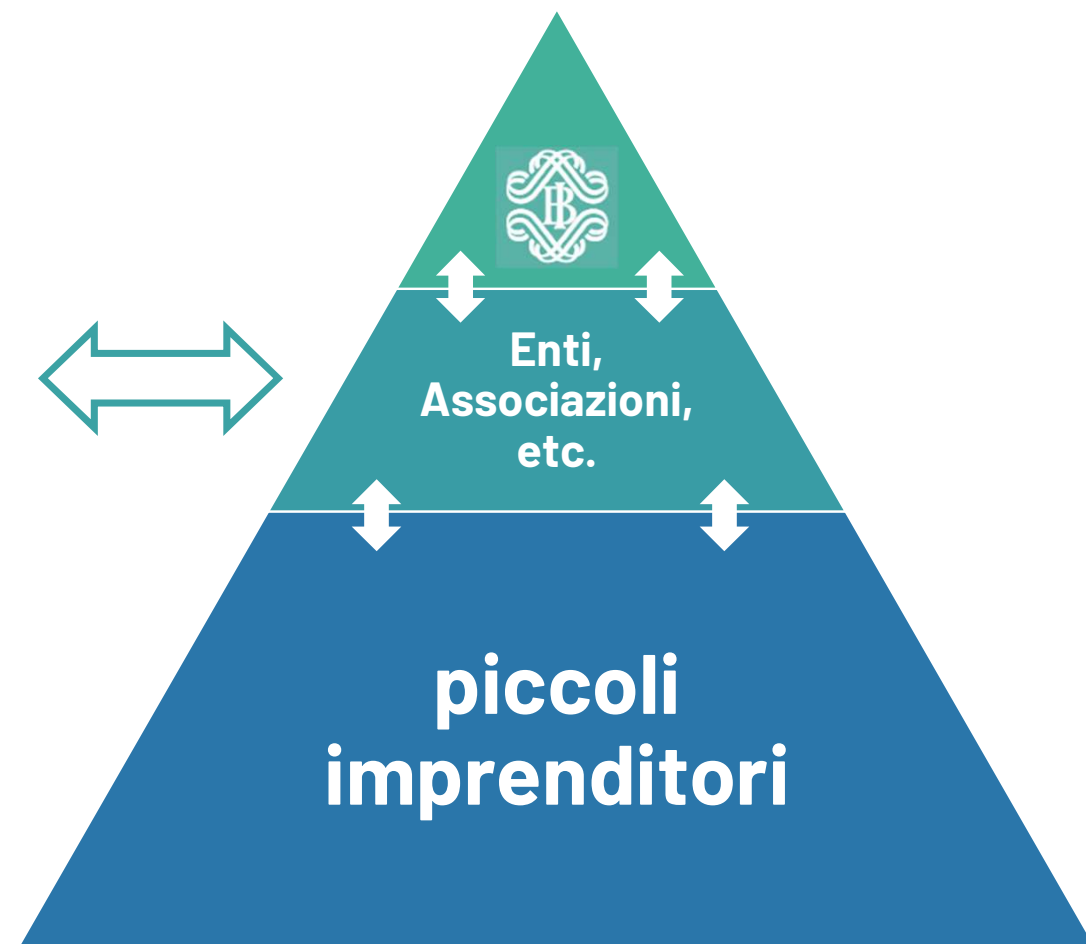 Enti,
Associazioni,
etc.
piccoli
imprenditori